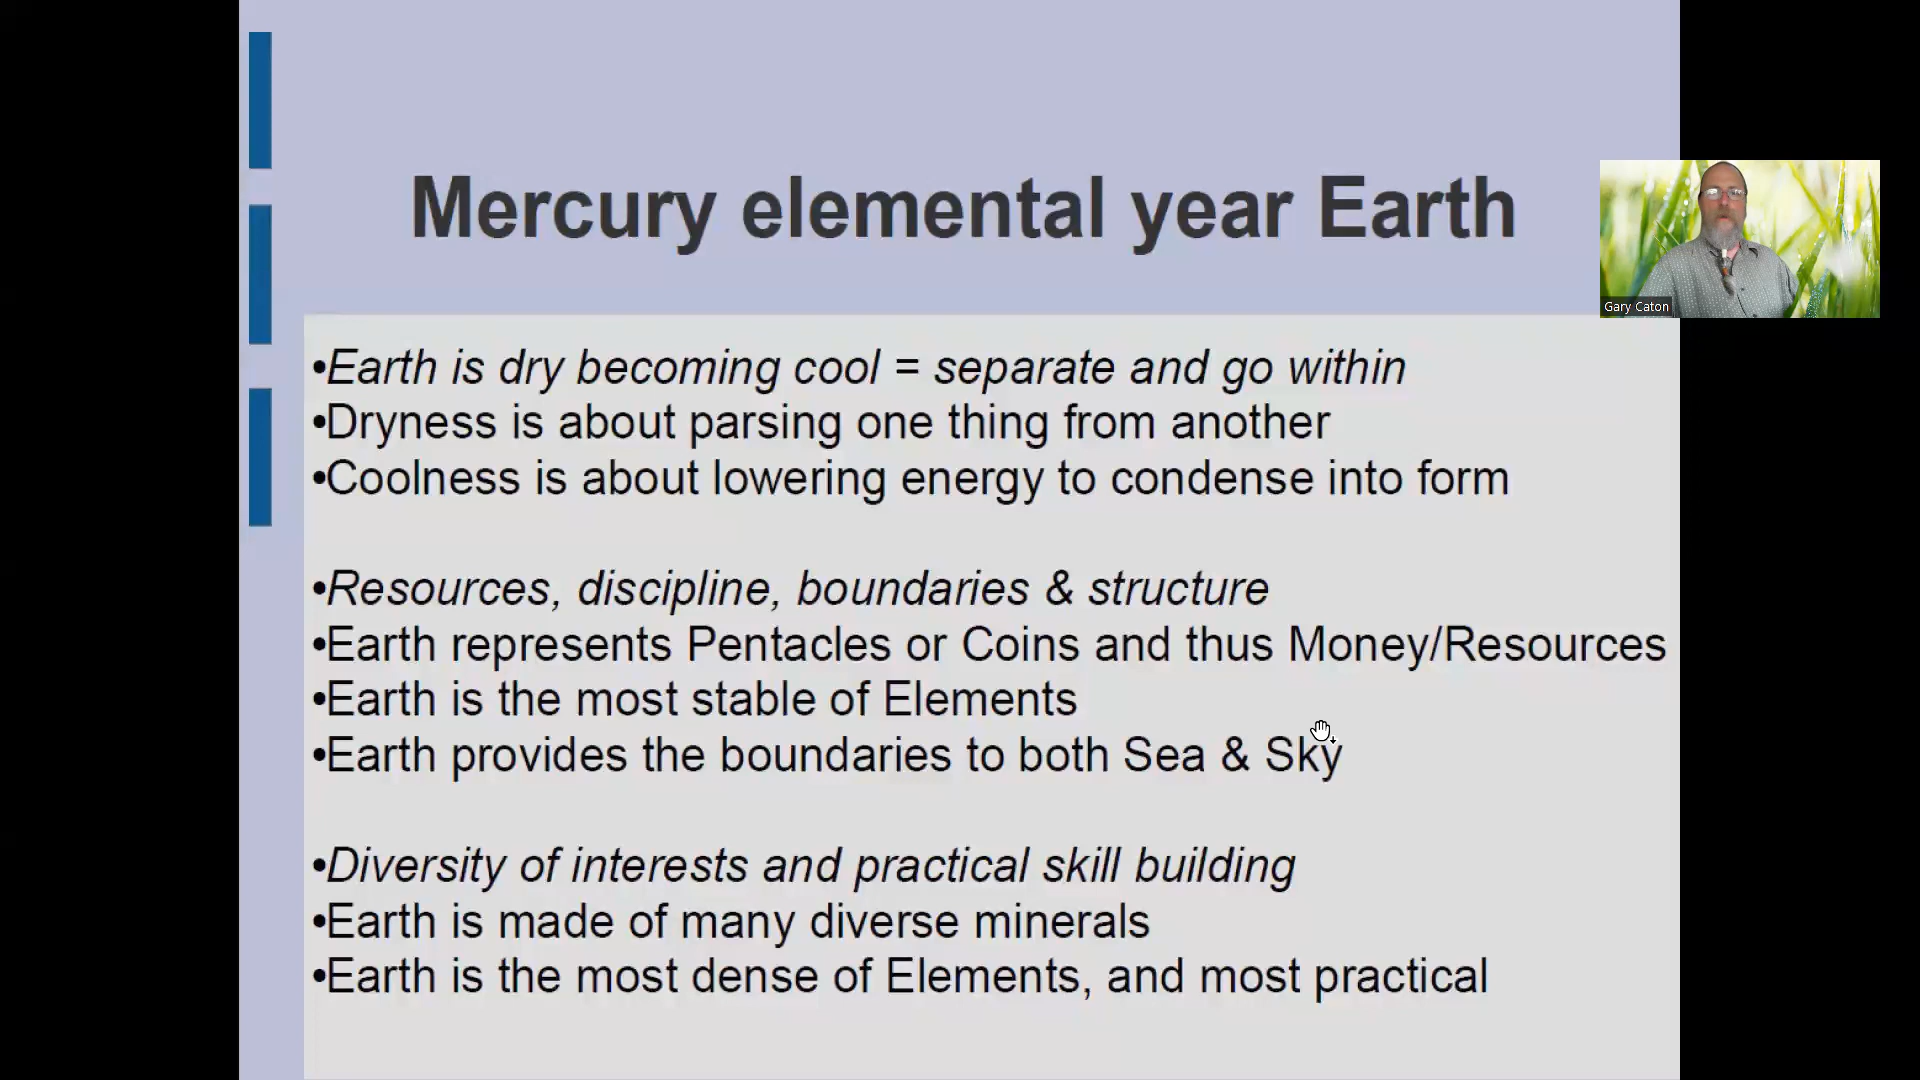 Mercury elemental year Earth
Gary Caton
•Earth is dry becoming cool = separate and go within
•Dryness is about parsing one thing from another
•Coolness is about lowering energy to condense into form
•Resources, discipline, boundaries & structure
•Earth represents Pentacles or Coins and thus Money/Resources
•Earth is the most stable of Elements
•Earth provides the boundaries to both Sea & Sky
•Diversity of interests and practical skill building
•Earth is made of many diverse minerals
•Earth is the most dense of Elements, and most practical